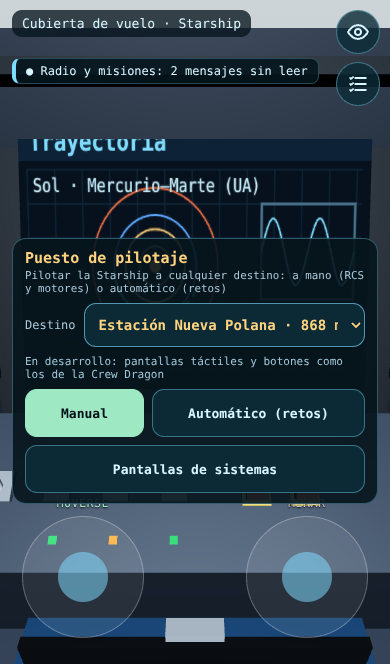 Cubierta de vuelo · Starship
● Radio y misiones: 2 mensajes sin leer
Trayectoria
Sol · Mercurio–Marte (UA)
Puesto de pilotaje
Pilotar la Starship a cualquier destino: a mano (RCS
y motores) o automático (retos)
Destino
Estación Nueva Polana · 868
En desarrollo: pantallas táctiles y botones como
los de la Crew Dragon
Manual
Automático (retos)
Pantallas de sistemas
MOVERSE
MIRAR